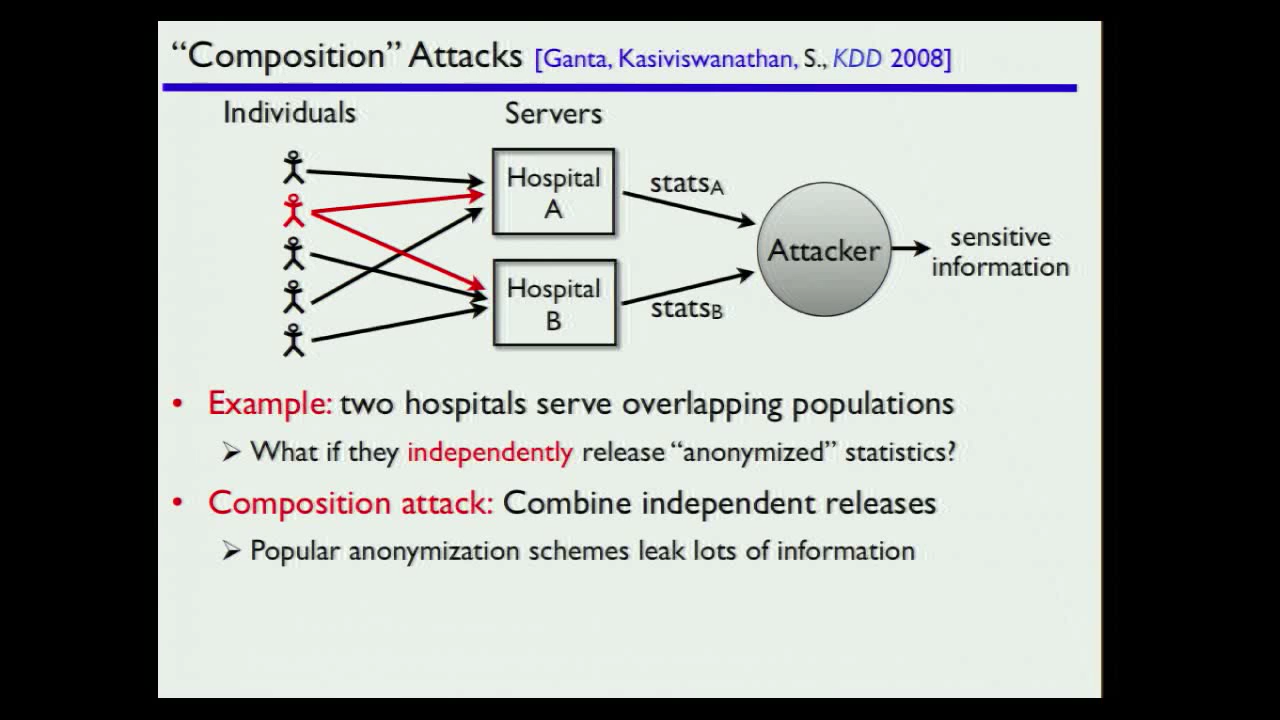 “Composition” Attacks [Ganta, Kasiviswanathan, S., KDD 2008]
Individuals
Servers
Hospital
A
statsA
Hospital
B
statsB
Attacker
sensitive
information
• Example: two hospitals serve overlapping populations
➢ What if they independently release “anonymized” statistics?
• Composition attack: Combine independent releases
➢ Popular anonymization schemes leak lots of information